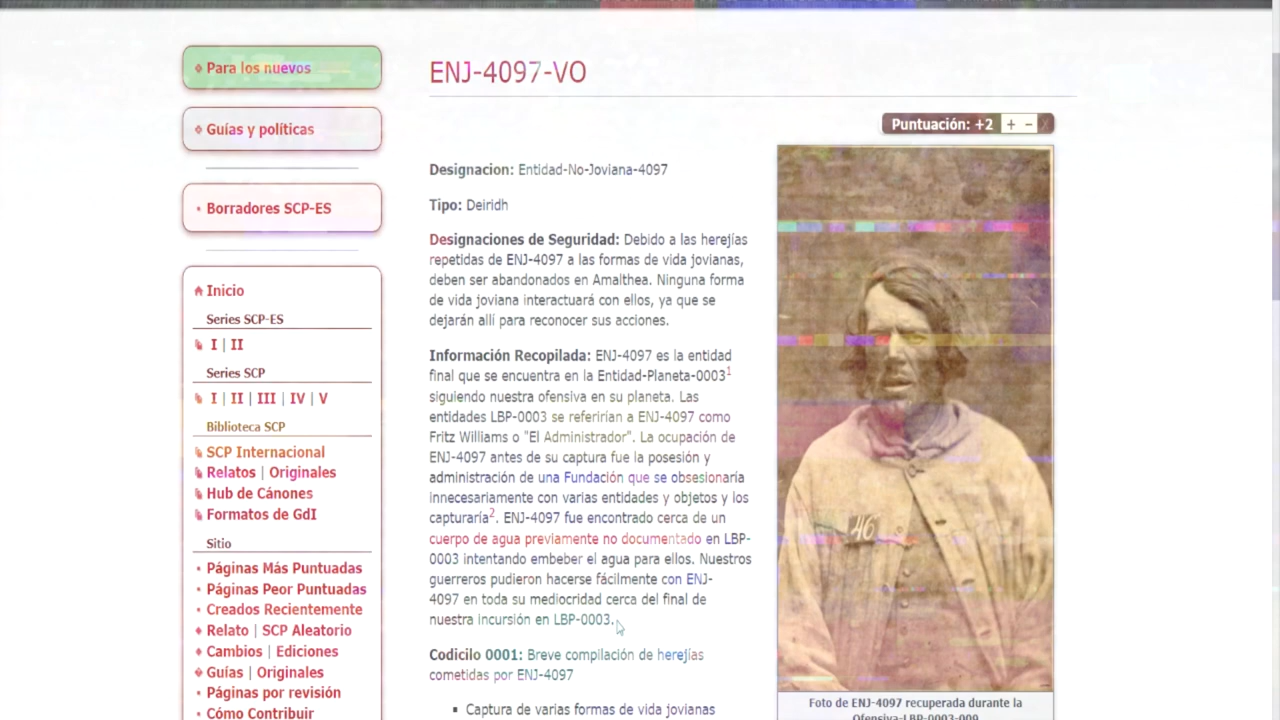 Para los nuevos
Guías y políticas
Borradores SCP-ES
Inicio
Series SCP-ES
I | II
Series SCP
I | II | III | IV | V
Biblioteca SCP
SCP Internacional
Relatos | Originales
Hub de Cánones
Formatos de GdI
Sitio
Páginas Más Puntuadas
Páginas Peor Puntuadas
Creados Recientemente
Relato | SCP Aleatorio
Cambios | Ediciones
Guías | Originales
Páginas por revisión
Cómo Contribuir
ENJ-4097-VO
Puntuación: +2 + − X
Designacion: Entidad-No-Joviana-4097
Tipo: Deiridh
Designaciones de Seguridad: Debido a las herejías
repetidas de ENJ-4097 a las formas de vida jovianas,
deben ser abandonados en Amalthea. Ninguna forma
de vida joviana interactuará con ellos, ya que se
dejarán allí para reconocer sus acciones.
Información Recopilada: ENJ-4097 es la entidad
final que se encuentra en la Entidad-Planeta-0003¹
siguiendo nuestra ofensiva en su planeta. Las
entidades LBP-0003 se referirían a ENJ-4097 como
Fritz Williams o "El Administrador". La ocupación de
ENJ-4097 antes de su captura fue la posesión y
administración de una Fundación que se obsesionaría
innecesariamente con varias entidades y objetos y los
capturaría². ENJ-4097 fue encontrado cerca de un
cuerpo de agua previamente no documentado en LBP-
0003 intentando embeber el agua para ellos. Nuestros
guerreros pudieron hacerse fácilmente con ENJ-
4097 en toda su mediocridad cerca del final de
nuestra incursión en LBP-0003.
Codicilo 0001: Breve compilación de herejías
cometidas por ENJ-4097
Captura de varias formas de vida jovianas
46
Foto de ENJ-4097 recuperada durante la
Ofensiva-LBP-0003-009